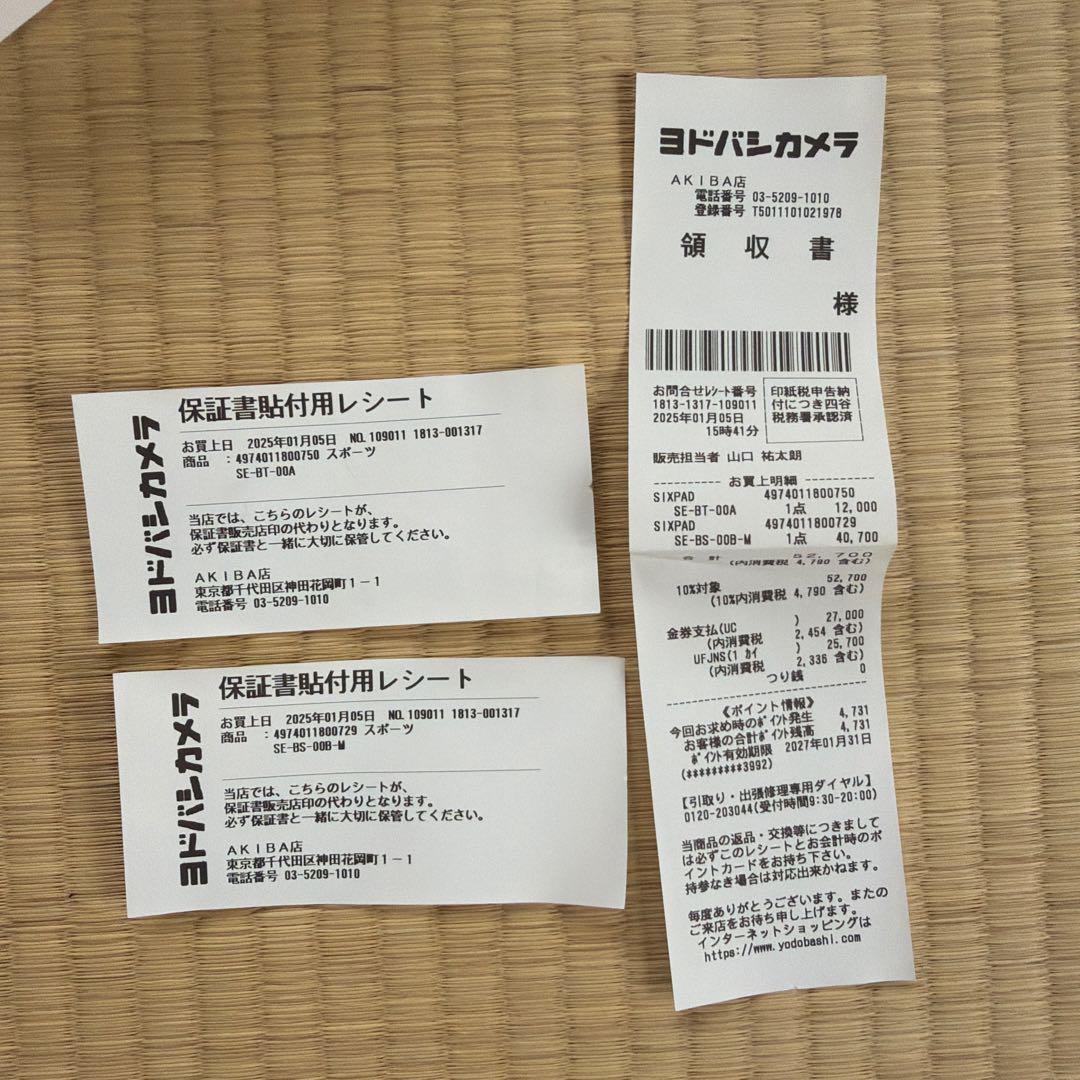 ヨドバシカメラ
保証書貼付用レシート
お買上日 2025年01月05日 NO.109011 1813-001317
商品 :4974011800750 スポーツ
SE-BT-00A
当店では、こちらのレシートが、
保証書販売店印の代わりとなります。
必ず保証書と一緒に大切に保管してください。
AKIBA店
東京都千代田区神田花岡町1-1
電話番号 03-5209-1010
ヨドバシカメラ
保証書貼付用レシート
お買上日 2025年01月05日 NO.109011 1813-001317
商品 :4974011800729 スポーツ
SE-BS-00B-M
当店では、こちらのレシートが、
保証書販売店印の代わりとなります。
必ず保証書と一緒に大切に保管してください。
AKIBA店
東京都千代田区神田花岡町1-1
電話番号 03-5209-1010
ヨドバシカメラ
AKIBA店
電話番号 03-5209-1010
登録番号 T5011101021978
領収書
様
お問合せレシート番号
1813-1317-109011
2025年01月05日
15時41分
印紙税申告納
付につき四谷
税務署承認済
販売担当者 山口 祐太朗
---------- お買上明細 ----------
SIXPAD 4974011800750
SE-BT-00A 1点 12,000
SIXPAD 4974011800729
SE-BS-00B-M 1点 40,700
合 計 52,700
(内消費税 4,790 含む)
10%対象 52,700
(10%内消費税 4,790 含む)
金券支払(UC ) 27,000
(内消費税 2,454 含む)
UFJNS(1 カイ ) 25,700
(内消費税 2,336 含む)
つり銭 0
《ポイント情報》
今回お求め時のポイント発生 4,731
お客様の合計ポイント残高 4,731
ポイント有効期限 2027年01月31日
(*********3992)
【引取り・出張修理専用ダイヤル】
0120-203044(受付時間9:30-20:00)
当商品の返品・交換等につきまして
は必ずこのレシートとお会計時のポ
イントカードをお持ち下さい。
持参なき場合は対応出来かねます。
毎度ありがとうございます。またの
ご来店をお待ち申し上げます。
インターネットショッピングは
https://www.yodobashi.com